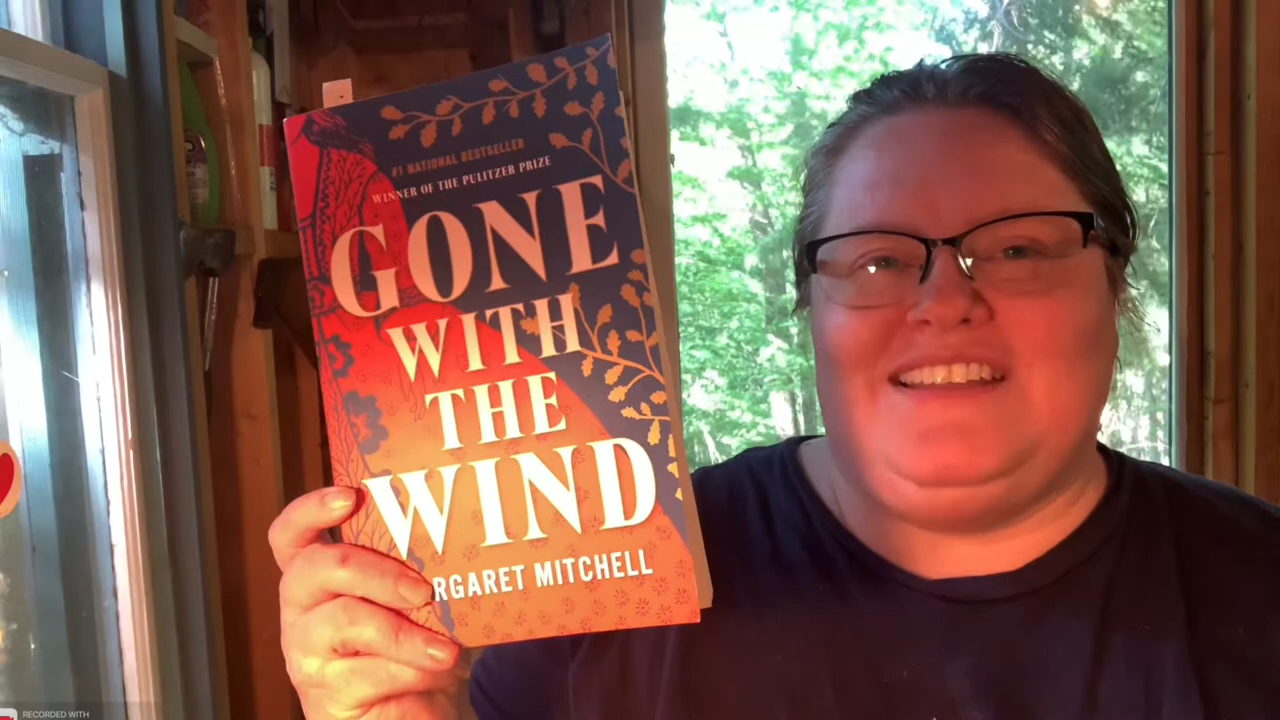 #1 NATIONAL BESTSELLER
WINNER OF THE PULITZER PRIZE
GONE
WITH
THE
WIND
RGARET MITCHELL
RECORDED WITH